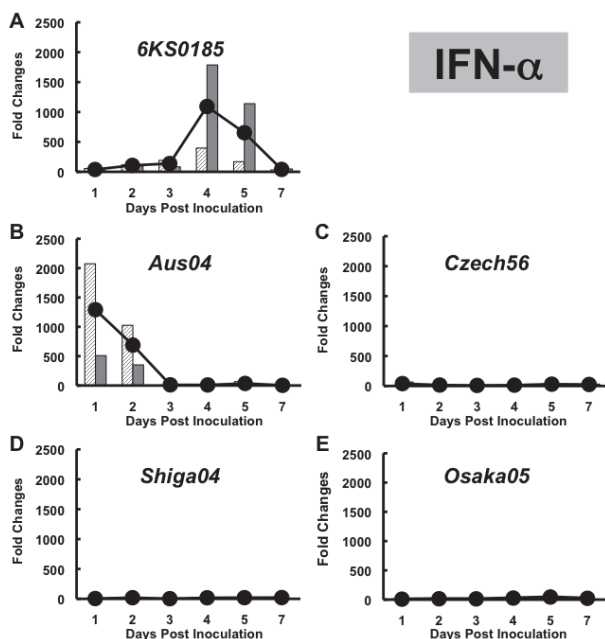 A
6KS0185
IFN-α
Fold Changes
2500
2000
1500
1000
500
0
1 2 3 4 5 7
Days Post Inoculation
B
Aus04
Fold Changes
2500
2000
1500
1000
500
0
1 2 3 4 5 7
Days Post Inoculation
C
Czech56
Fold Changes
2500
2000
1500
1000
500
0
1 2 3 4 5 7
Days Post Inoculation
D
Shiga04
Fold Changes
2500
2000
1500
1000
500
0
1 2 3 4 5 7
Days Post Inoculation
E
Osaka05
Fold Changes
2500
2000
1500
1000
500
0
1 2 3 4 5 7
Days Post Inoculation